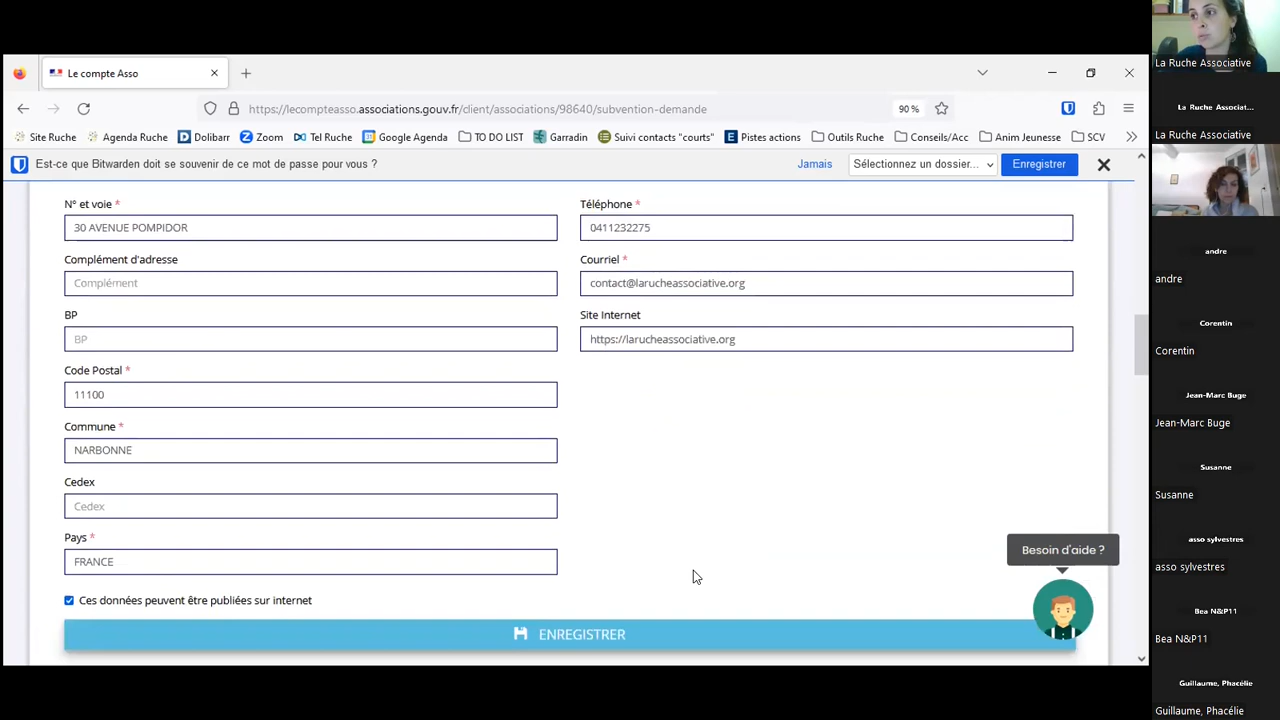 Le compte Asso
https://lecompteasso.associations.gouv.fr/client/associations/98640/subvention-demande
90 %
Site Ruche
Agenda Ruche
Dolibarr
Zoom
Tel Ruche
Google Agenda
TO DO LIST
Garradin
Suivi contacts "courts"
Pistes actions
Outils Ruche
Conseils/Acc
Anim Jeunesse
SCV
Est-ce que Bitwarden doit se souvenir de ce mot de passe pour vous ?
Jamais
Sélectionnez un dossier...
Enregistrer
N° et voie *
30 AVENUE POMPIDOR
Complément d'adresse
Complément
BP
BP
Code Postal *
11100
Commune *
NARBONNE
Cedex
Cedex
Pays *
FRANCE
Téléphone *
0411232275
Courriel *
contact@larucheassociative.org
Site Internet
https://larucheassociative.org
Ces données peuvent être publiées sur internet
ENREGISTRER
Besoin d'aide ?
La Ruche Associative
La Ruche Associat...
La Ruche Associative
andre
andre
Corentin
Corentin
Jean-Marc Buge
Jean-Marc Buge
Susanne
Susanne
asso sylvestres
asso sylvestres
Bea N&P11
Bea N&P11
Guillaume, Phacélie
Guillaume, Phacélie